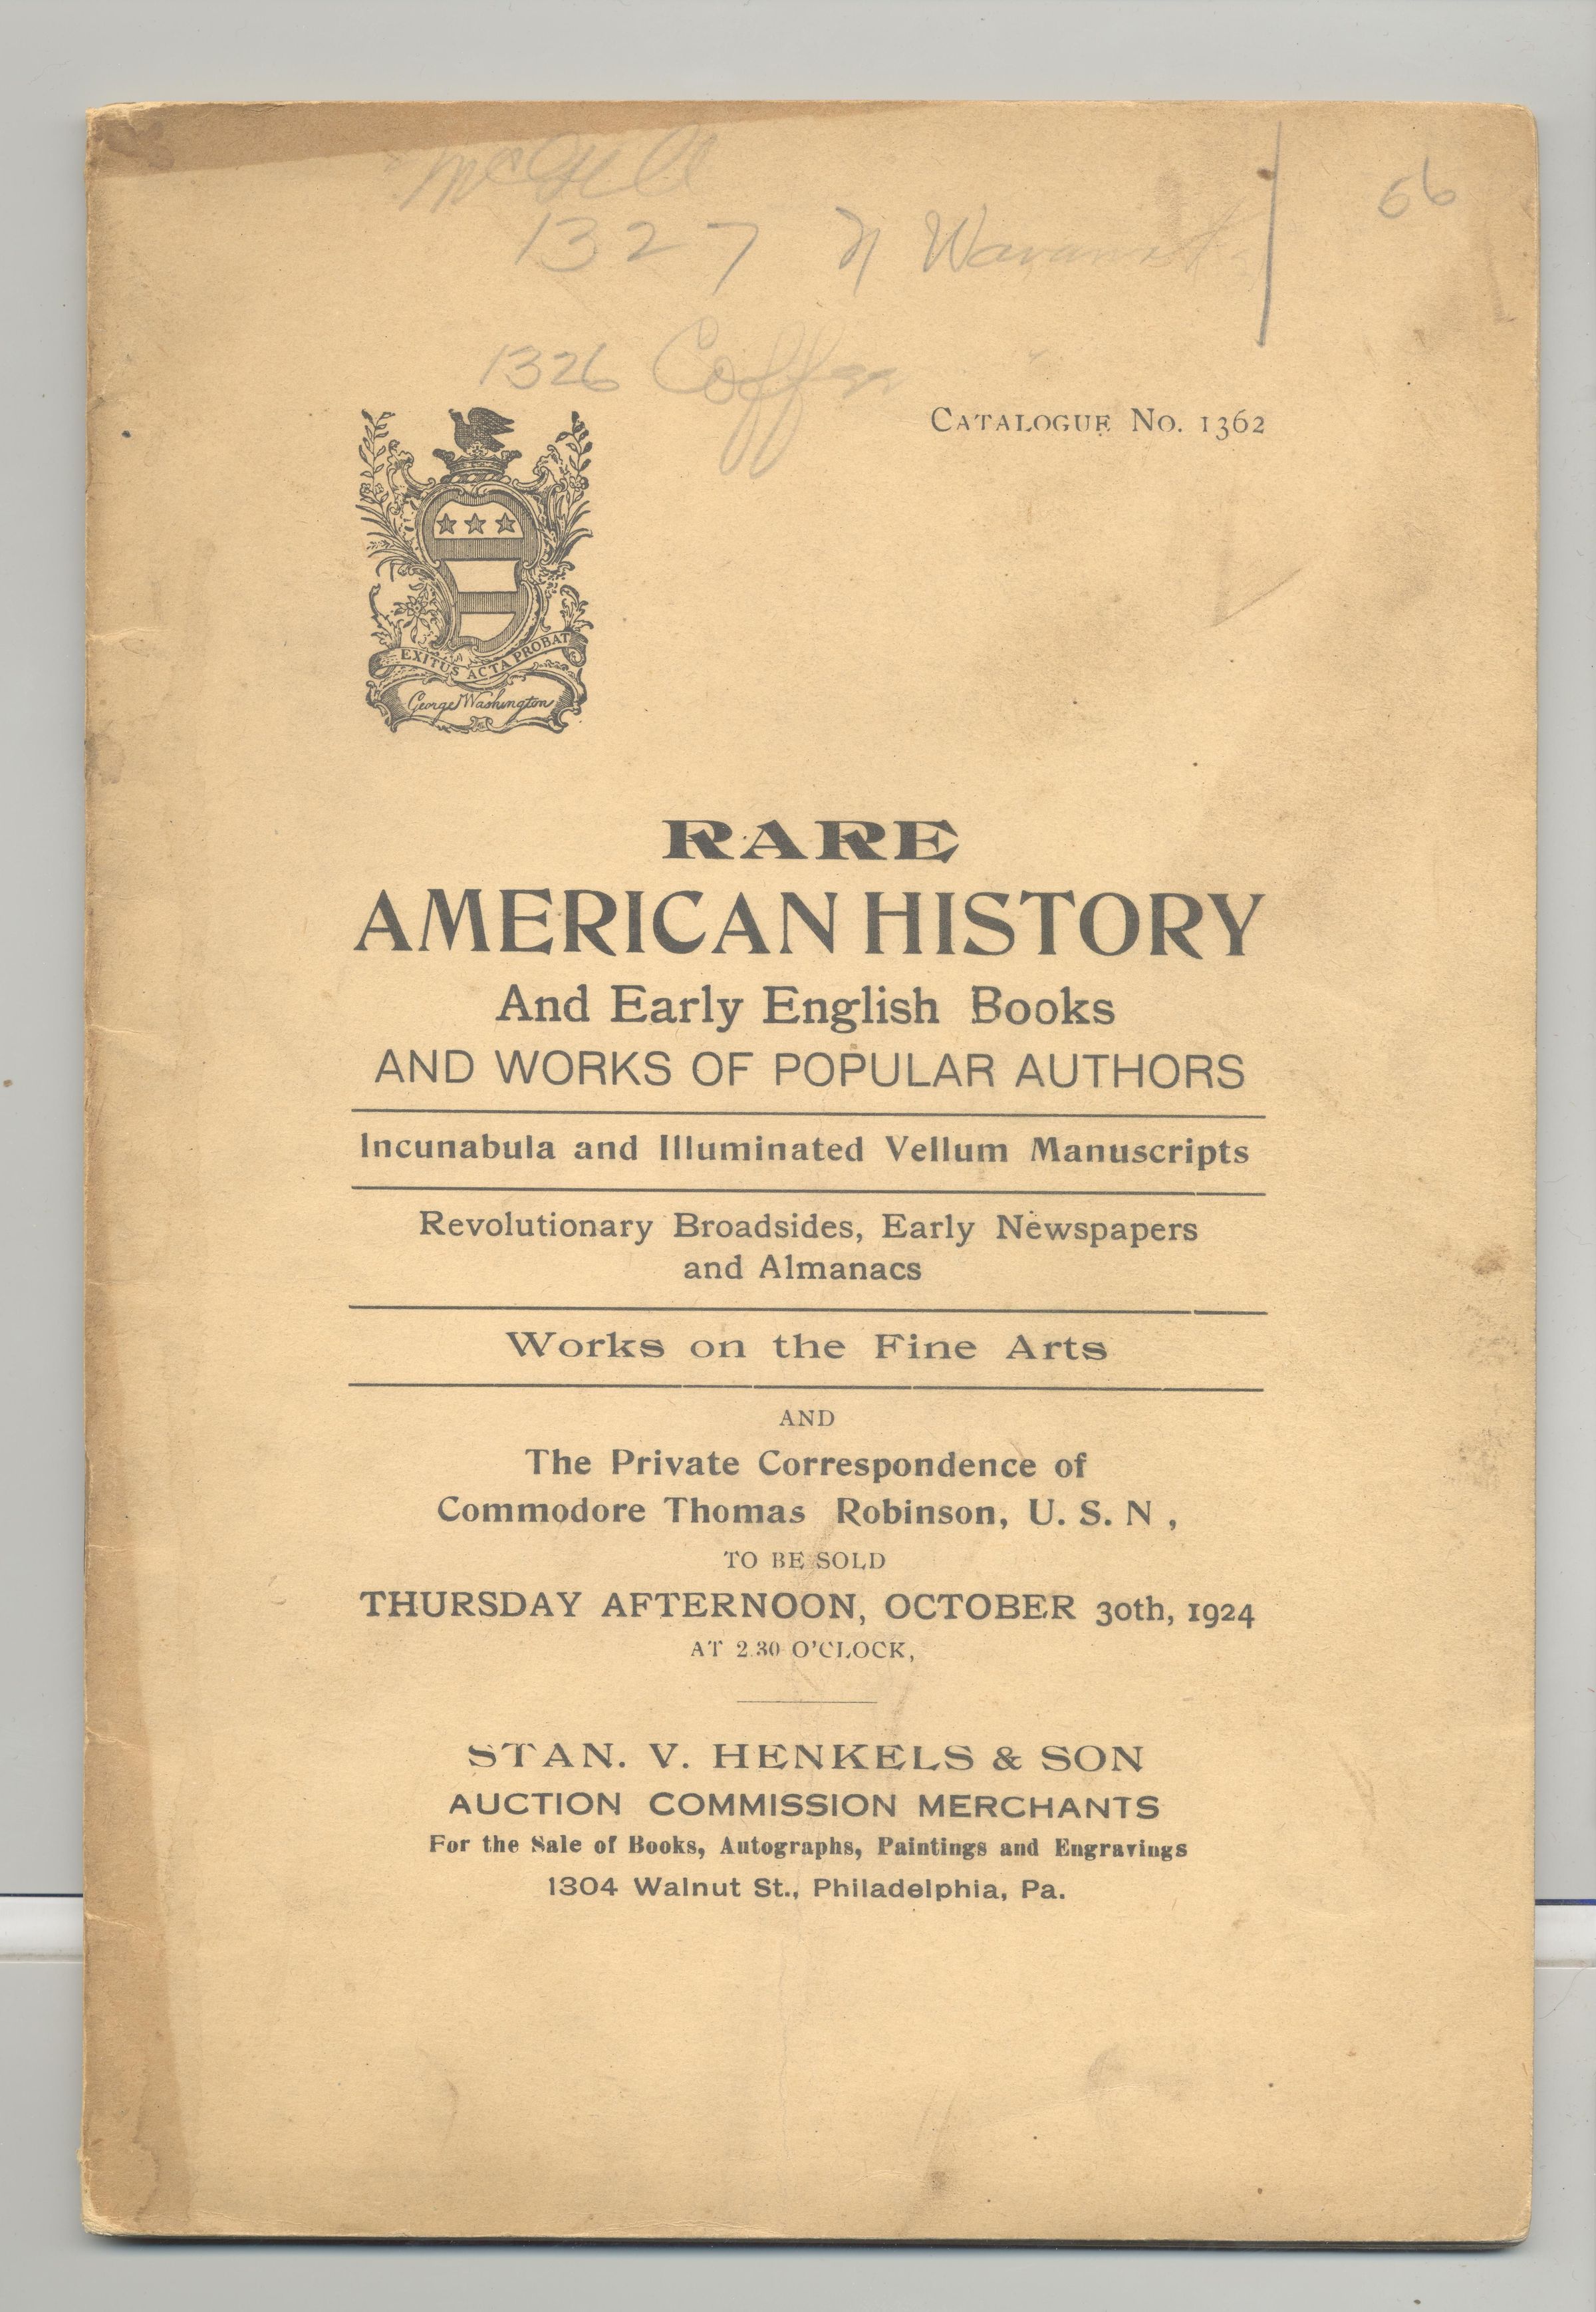 McGill
56
1327 N
1326
CATALOGUE NO. 1362
EXITUS ACTA PROBAT
George Washington
RARE
AMERICAN HISTORY
And Early English Books
AND WORKS OF POPULAR AUTHORS
Incunabula and Illuminated Vellum Manuscripts
Revolutionary Broadsides, Early Newspapers
and Almanacs
Works on the Fine Arts
AND
The Private Correspondence of
Commodore Thomas Robinson, U. S. N ,
TO BE SOLD
THURSDAY AFTERNOON, OCTOBER 30th, 1924
AT 2.30 O'CLOCK,
STAN. V. HENKELS & SON
AUCTION COMMISSION MERCHANTS
For the Sale of Books, Autographs, Paintings and Engravings
1304 Walnut St., Philadelphia, Pa.